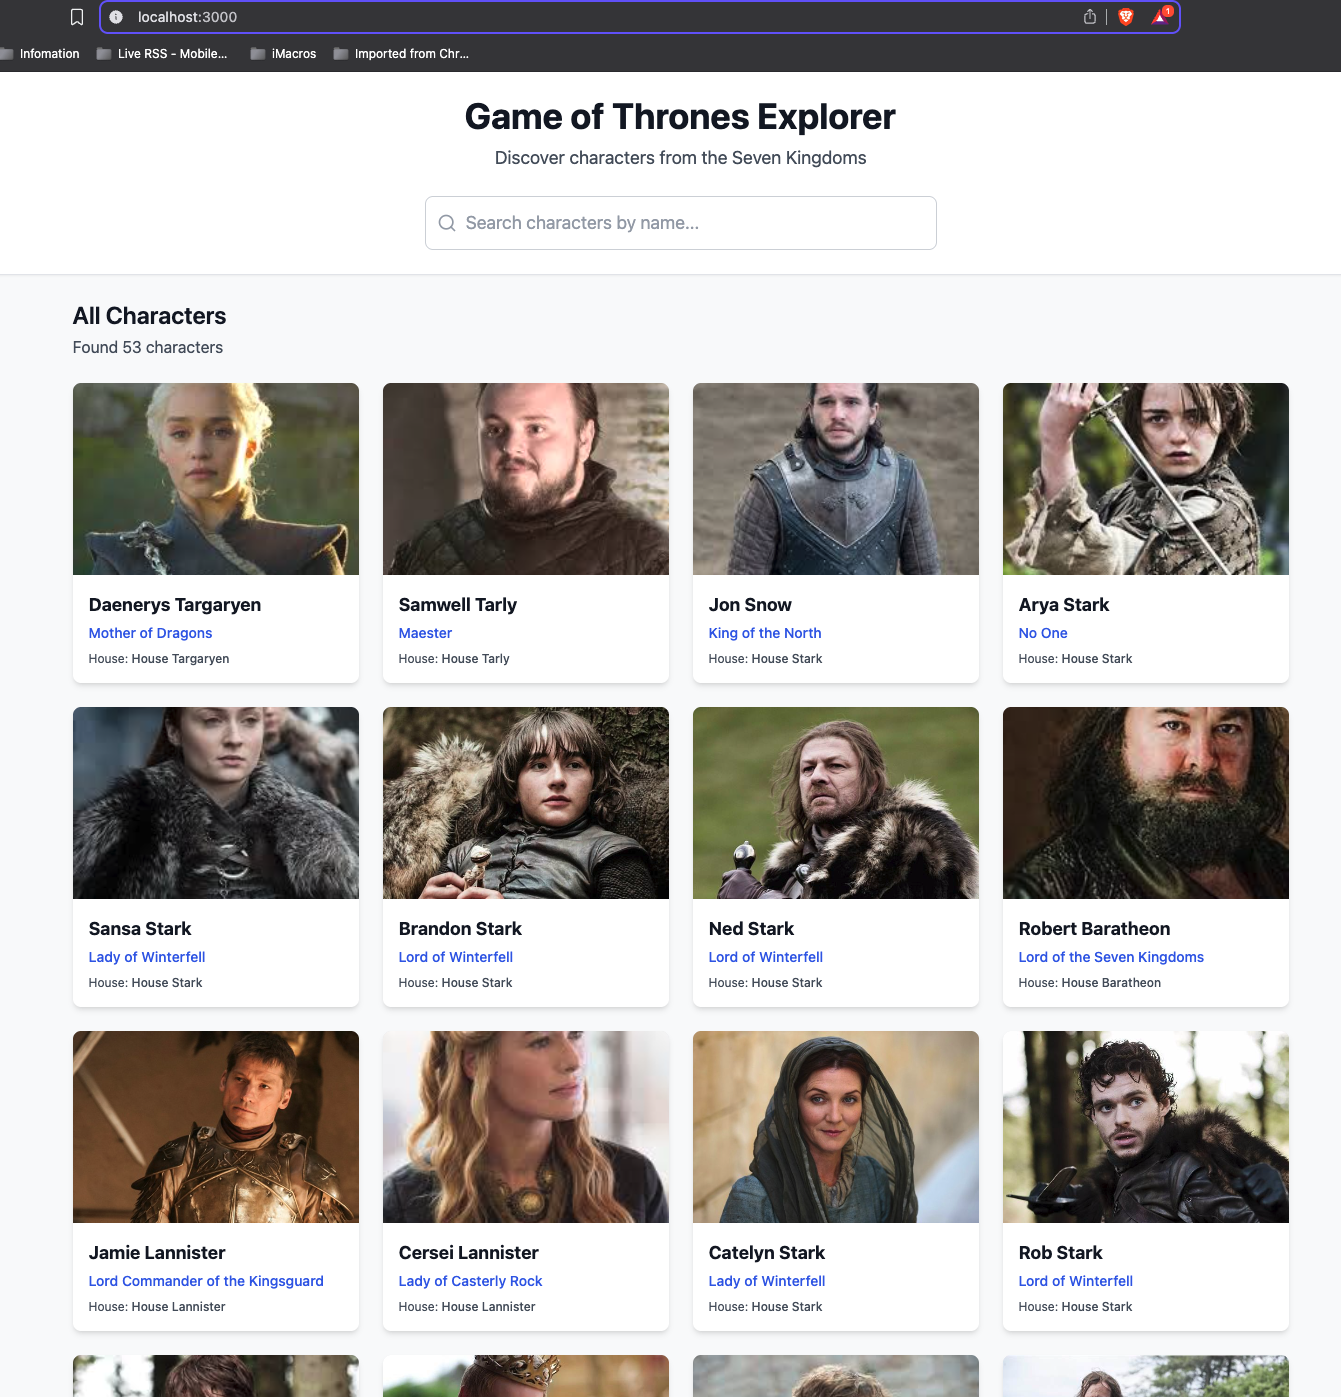 localhost:3000
1
Infomation Live RSS - Mobile... iMacros Imported from Chr...
Game of Thrones Explorer
Discover characters from the Seven Kingdoms
Search characters by name...
All Characters
Found 53 characters
Daenerys Targaryen
Mother of Dragons
House: House Targaryen
Samwell Tarly
Maester
House: House Tarly
Jon Snow
King of the North
House: House Stark
Arya Stark
No One
House: House Stark
Sansa Stark
Lady of Winterfell
House: House Stark
Brandon Stark
Lord of Winterfell
House: House Stark
Ned Stark
Lord of Winterfell
House: House Stark
Robert Baratheon
Lord of the Seven Kingdoms
House: House Baratheon
Jamie Lannister
Lord Commander of the Kingsguard
House: House Lannister
Cersei Lannister
Lady of Casterly Rock
House: House Lannister
Catelyn Stark
Lady of Winterfell
House: House Stark
Rob Stark
Lord of Winterfell
House: House Stark